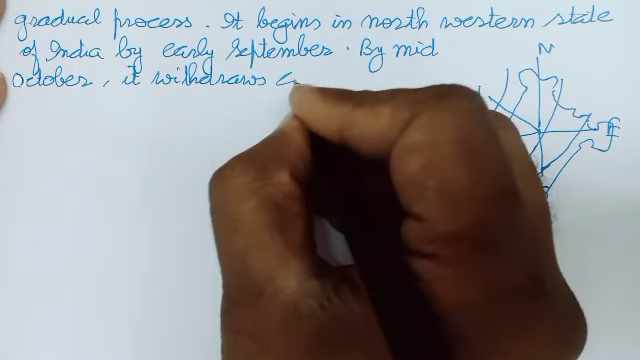 gradual process. It begins in north western state
of India by early September. By mid
October, it withdraws
N
E